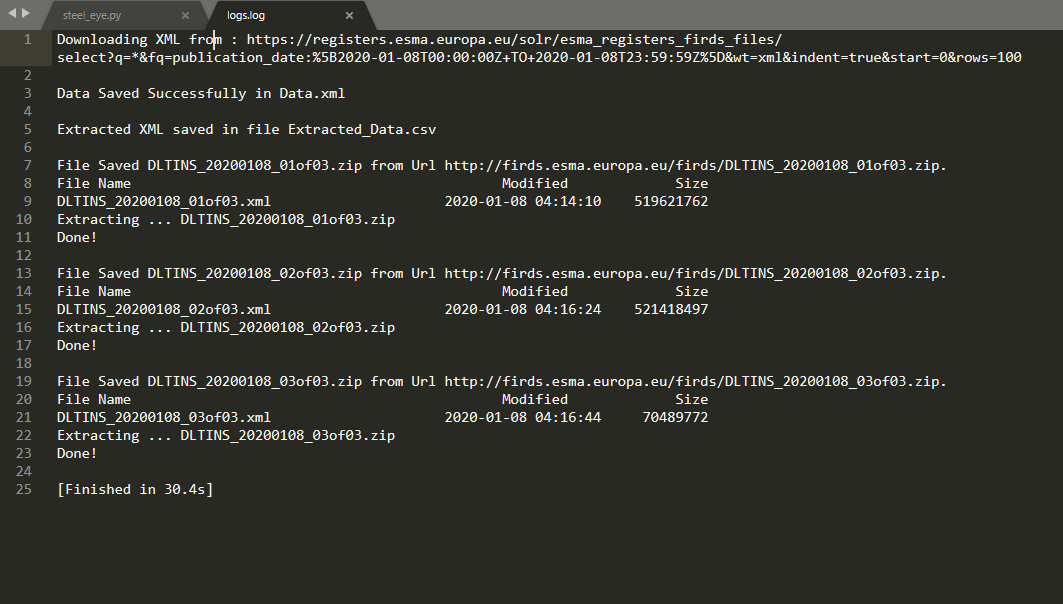 steel_eye.py × logs.log ×
1 Downloading XML from : https://registers.esma.europa.eu/solr/esma_registers_firds_files/
select?q=*&fq=publication_date:%5B2020-01-08T00:00:00Z+TO+2020-01-08T23:59:59Z%5D&wt=xml&indent=true&start=0&rows=100
2
3 Data Saved Successfully in Data.xml
4
5 Extracted XML saved in file Extracted_Data.csv
6
7 File Saved DLTINS_20200108_01of03.zip from Url http://firds.esma.europa.eu/firds/DLTINS_20200108_01of03.zip.
8 File Name Modified Size
9 DLTINS_20200108_01of03.xml 2020-01-08 04:14:10 519621762
10 Extracting ... DLTINS_20200108_01of03.zip
11 Done!
12
13 File Saved DLTINS_20200108_02of03.zip from Url http://firds.esma.europa.eu/firds/DLTINS_20200108_02of03.zip.
14 File Name Modified Size
15 DLTINS_20200108_02of03.xml 2020-01-08 04:16:24 521418497
16 Extracting ... DLTINS_20200108_02of03.zip
17 Done!
18
19 File Saved DLTINS_20200108_03of03.zip from Url http://firds.esma.europa.eu/firds/DLTINS_20200108_03of03.zip.
20 File Name Modified Size
21 DLTINS_20200108_03of03.xml 2020-01-08 04:16:44 70489772
22 Extracting ... DLTINS_20200108_03of03.zip
23 Done!
24
25 [Finished in 30.4s]